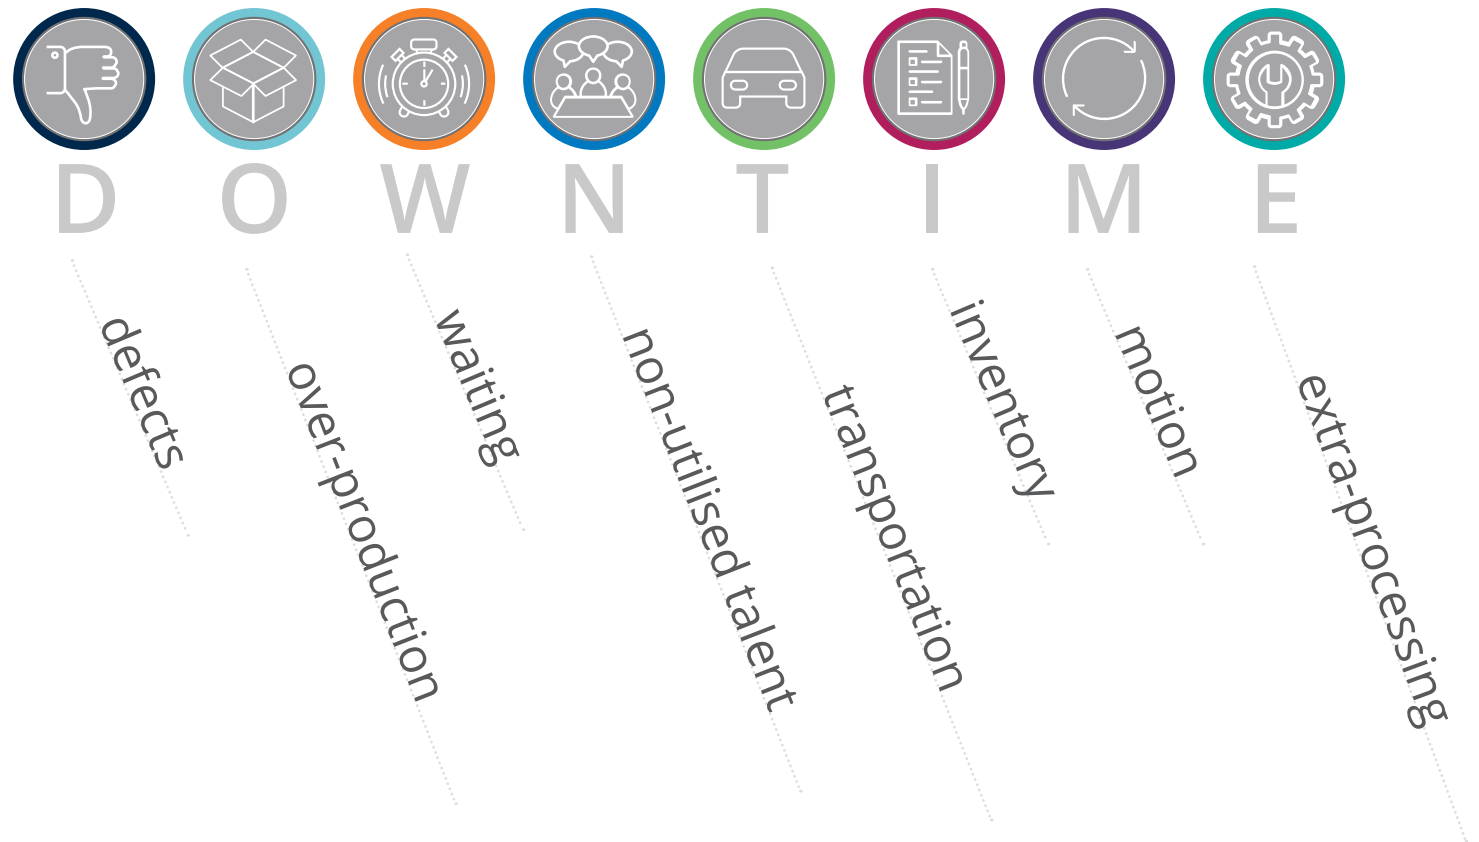 D O W N T I M E
defects
over-production
waiting
non-utilised talent
transportation
inventory
motion
extra-processing